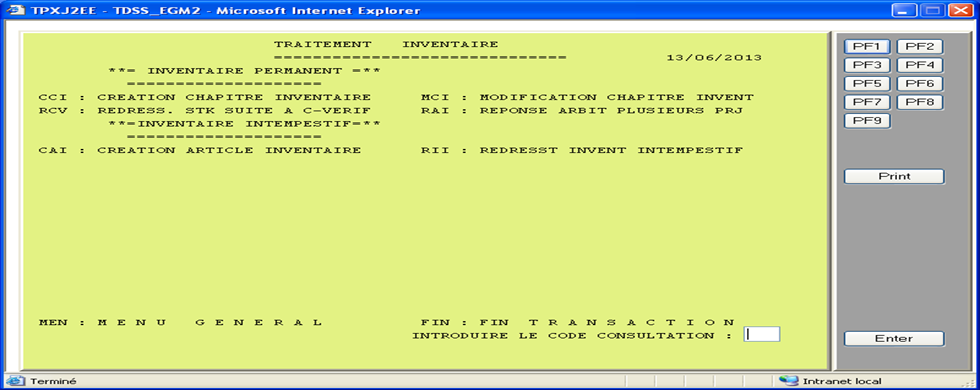 TPXJ2EE - TDSS_EGM2 - Microsoft Internet Explorer
TRAITEMENT INVENTAIRE
------------------------------
13/06/2013
**= INVENTAIRE PERMANENT =**
--------------------
CCI : CREATION CHAPITRE INVENTAIRE MCI : MODIFICATION CHAPITRE INVENT
RCV : REDRESS. STK SUITE A C-VERIF RAI : REPONSE ARBIT PLUSIEURS PRJ
**=INVENTAIRE INTEMPESTIF=**
--------------------
CAI : CREATION ARTICLE INVENTAIRE RII : REDRESST INVENT INTEMPESTIF
MEN : M E N U G E N E R A L FIN : FIN T R A N S A C T I O N
INTRODUIRE LE CODE CONSULTATION :
PF1 PF2
PF3 PF4
PF5 PF6
PF7 PF8
PF9
Print
Enter
Terminé
Intranet local